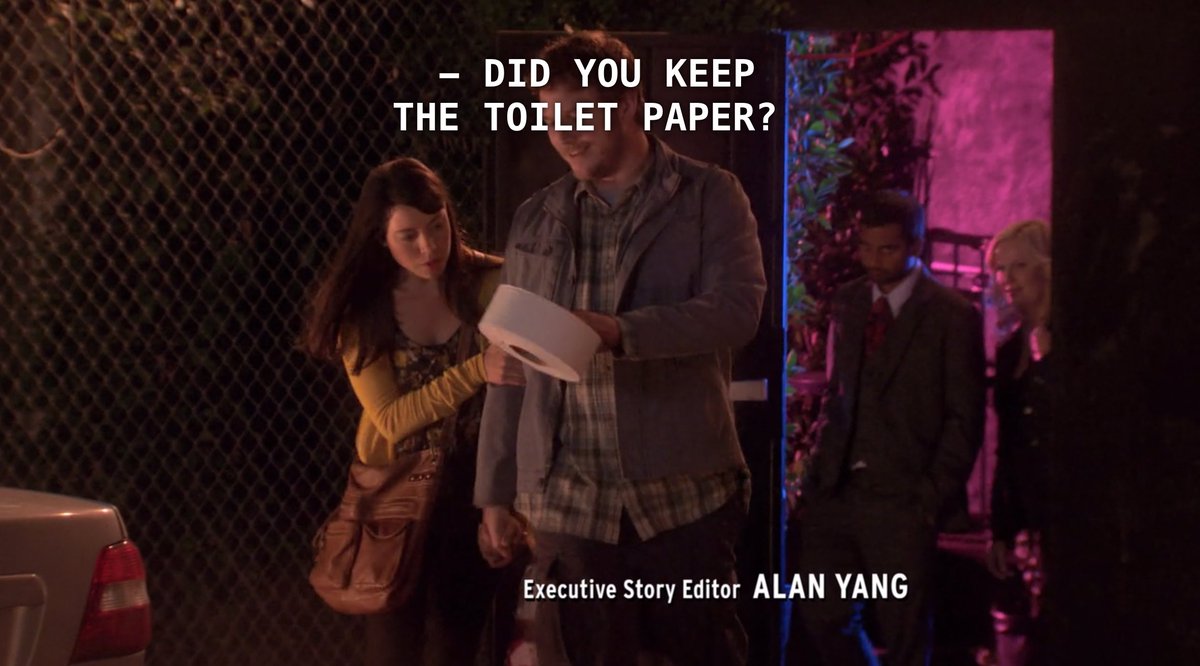 – DID YOU KEEP
THE TOILET PAPER?
Executive Story Editor ALAN YANG